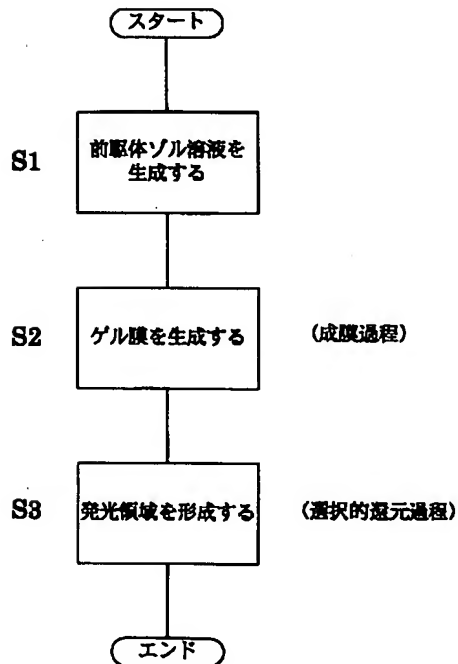 スタート
S1
前駆体ゾル溶液を
生成する
S2
ゲル膜を生成する
(成膜過程)
S3
発光領域を形成する
(選択的還元過程)
エンド